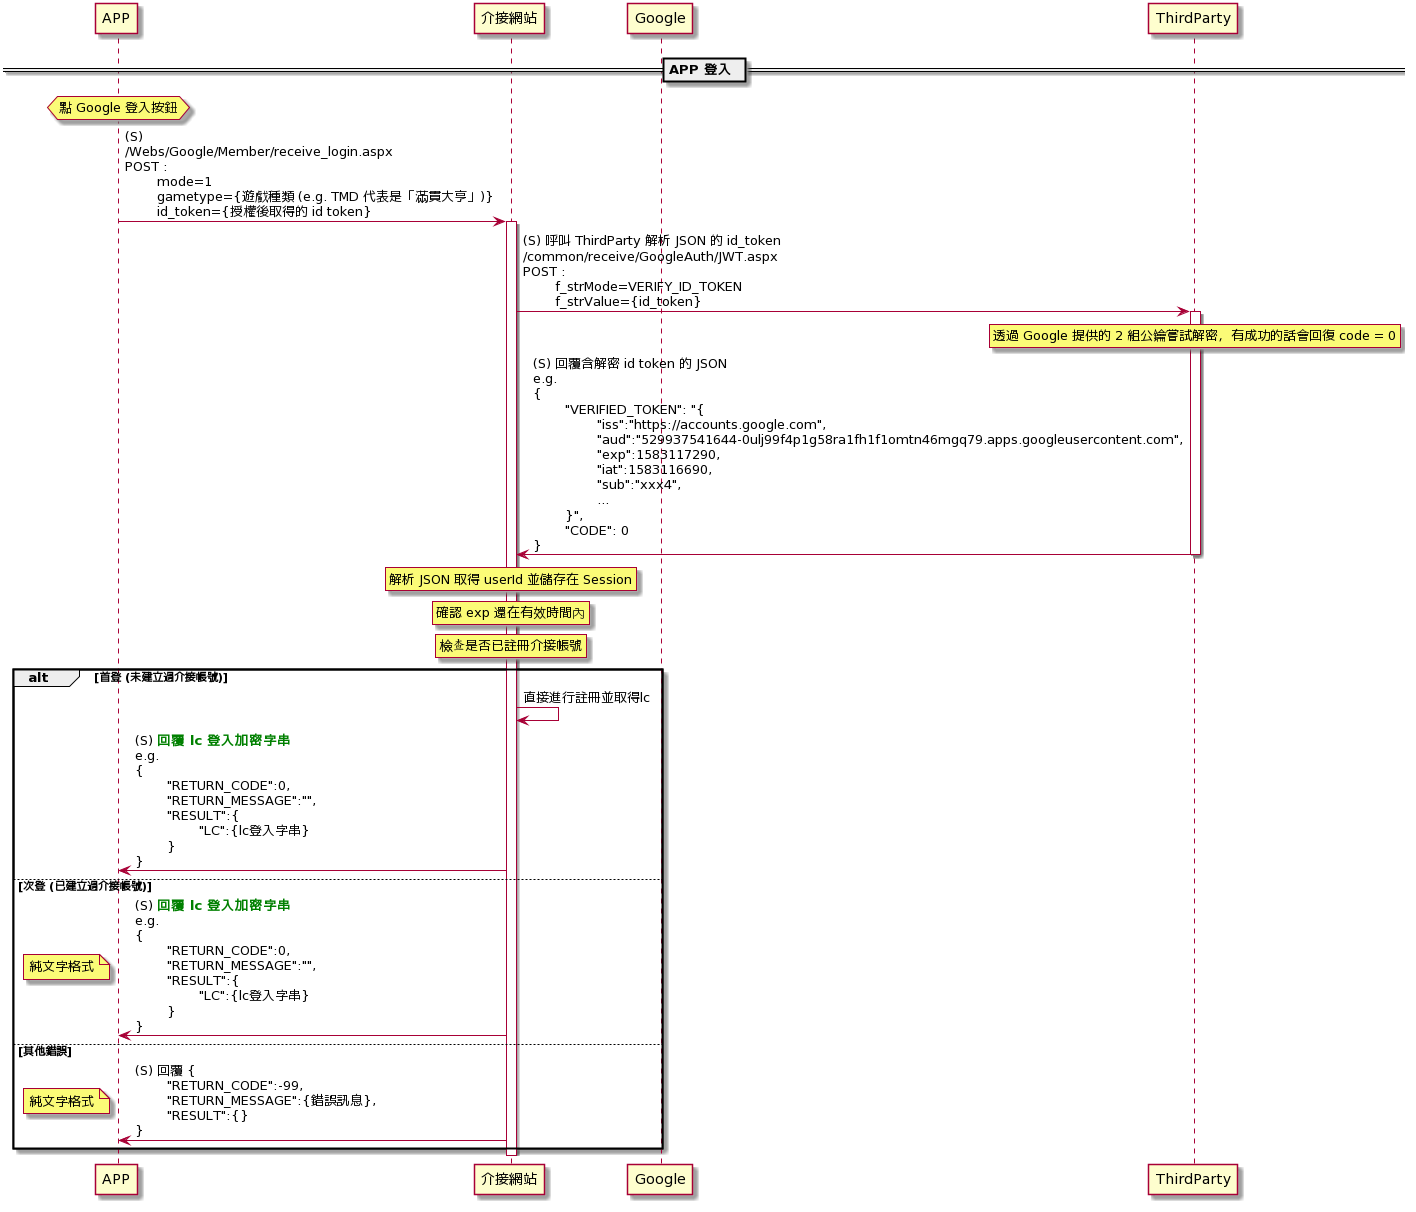 APP
介接網站
Google
ThirdParty
APP 登入
點 Google 登入按鈕
(S)
/Webs/Google/Member/receive_login.aspx
POST :
mode=1
gametype={遊戲種類 (e.g. TMD 代表是「滿貫大亨」)}
id_token={授權後取得的 id token}
(S) 呼叫 ThirdParty 解析 JSON 的 id_token
/common/receive/GoogleAuth/JWT.aspx
POST :
f_strMode=VERIFY_ID_TOKEN
f_strValue={id_token}
透過 Google 提供的 2 組公鑰嘗試解密，有成功的話會回復 code = 0
(S) 回覆含解密 id token 的 JSON
e.g.
{
"VERIFIED_TOKEN": "{
"iss":"https://accounts.google.com",
"aud":"529937541644-0ulj99f4p1g58ra1fh1f1omtn46mgq79.apps.googleusercontent.com",
"exp":1583117290,
"iat":1583116690,
"sub":"xxx4",
...
}",
"CODE": 0
}
解析 JSON 取得 userId 並儲存在 Session
確認 exp 還在有效時間內
檢查是否已註冊介接帳號
alt
[首登 (未建立過介接帳號)]
直接進行註冊並取得lc
(S) 回覆 lc 登入加密字串
e.g.
{
"RETURN_CODE":0,
"RETURN_MESSAGE":"",
"RESULT":{
"LC":{lc登入字串}
}
}
[次登 (已建立過介接帳號)]
(S) 回覆 lc 登入加密字串
e.g.
{
"RETURN_CODE":0,
"RETURN_MESSAGE":"",
純文字格式
"RESULT":{
"LC":{lc登入字串}
}
}
[其他錯誤]
(S) 回覆 {
"RETURN_CODE":-99,
純文字格式
"RETURN_MESSAGE":{錯誤訊息},
"RESULT":{}
}
APP
介接網站
Google
ThirdParty